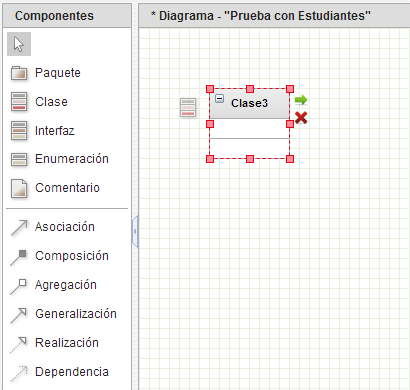 Componentes
Paquete
Clase
Interfaz
Enumeración
Comentario
Asociación
Composición
Agregación
Generalización
Realización
Dependencia
* Diagrama - "Prueba con Estudiantes"
Clase3